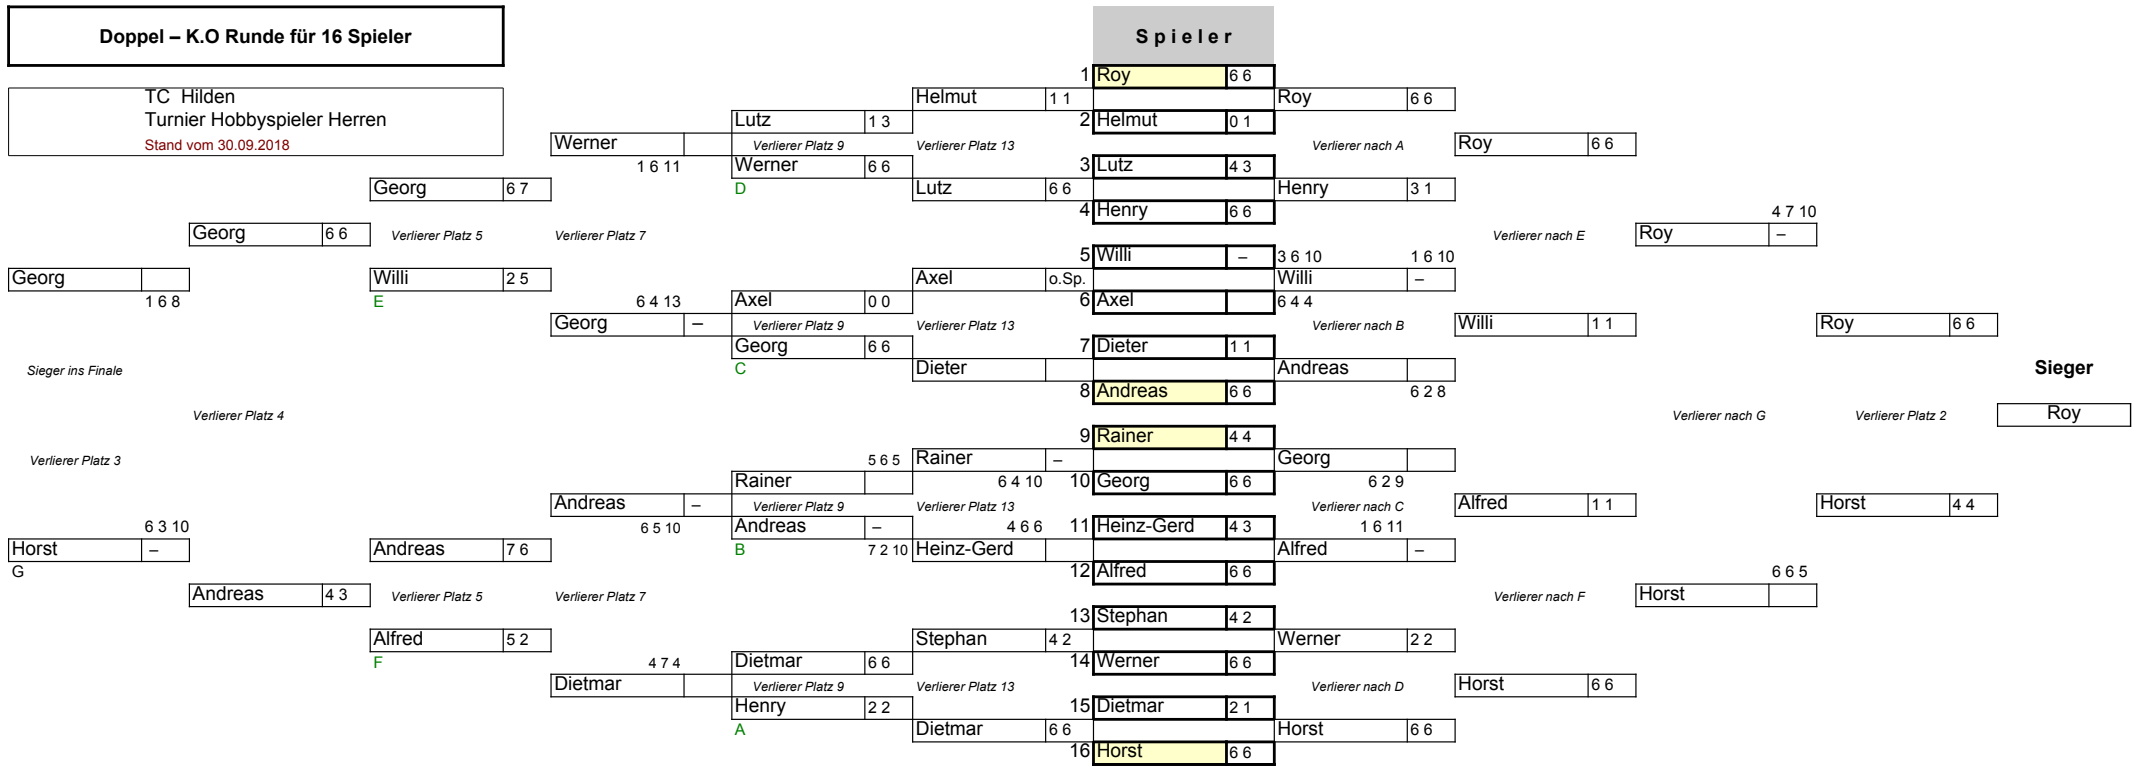 Doppel – K.O Runde für 16 Spieler
S p i e l e r
1 Roy 6 6
TC Hilden
Helmut 1 1
Roy 6 6
Turnier Hobbyspieler Herren
Lutz 1 3
2 Helmut 0 1
Stand vom 30.09.2018
Werner
Verlierer Platz 9
Verlierer Platz 13
Verlierer nach A
Roy 6 6
1 6 11
Werner 6 6
3 Lutz 4 3
Georg 6 7
D
Lutz 6 6
Henry 3 1
4 Henry 6 6
4 7 10
Georg 6 6
Verlierer Platz 5
Verlierer Platz 7
Verlierer nach E
Roy –
5 Willi –
3 6 10
1 6 10
Georg
Willi 2 5
Axel o.Sp.
Willi –
1 6 8
E
6 4 13
Axel 0 0
6 Axel
6 4 4
Georg –
Verlierer Platz 9
Verlierer Platz 13
Verlierer nach B
Willi 1 1
Roy 6 6
Georg 6 6
7 Dieter 1 1
Sieger ins Finale
C
Dieter
Andreas
Sieger
8 Andreas 6 6
6 2 8
Verlierer Platz 4
Verlierer nach G
Verlierer Platz 2
Roy
9 Rainer 4 4
Verlierer Platz 3
5 6 5
Rainer –
Georg
Rainer
6 4 10
10 Georg 6 6
6 2 9
Andreas –
Verlierer Platz 9
Verlierer Platz 13
Verlierer nach C
Alfred 1 1
Horst 4 4
6 3 10
6 5 10
Andreas –
4 6 6
11 Heinz-Gerd 4 3
1 6 11
Horst –
Andreas 7 6
B
7 2 10
Heinz-Gerd
Alfred –
G
12 Alfred 6 6
6 6 5
Andreas 4 3
Verlierer Platz 5
Verlierer Platz 7
Verlierer nach F
Horst
13 Stephan 4 2
Alfred 5 2
Stephan 4 2
Werner 2 2
F
4 7 4
Dietmar 6 6
14 Werner 6 6
Dietmar
Verlierer Platz 9
Verlierer Platz 13
Verlierer nach D
Horst 6 6
Henry 2 2
15 Dietmar 2 1
A
Dietmar 6 6
Horst 6 6
16 Horst 6 6